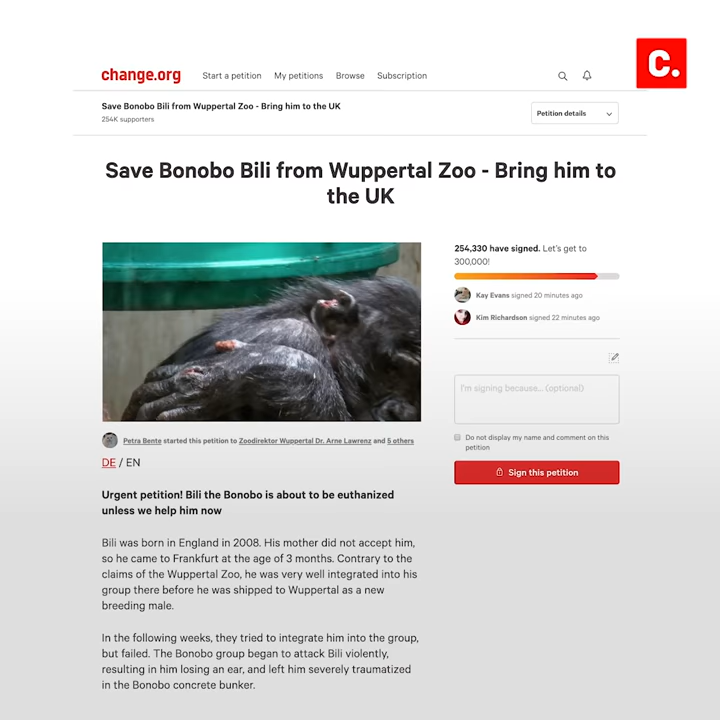 change.org
Start a petition My petitions Browse Subscription
C.
Save Bonobo Bili from Wuppertal Zoo - Bring him to the UK
254K supporters
Petition details
Save Bonobo Bili from Wuppertal Zoo - Bring him to
the UK
254,330 have signed. Let's get to
300,000!
Kay Evans signed 20 minutes ago
Kim Richardson signed 22 minutes ago
I'm signing because... (optional)
Do not display my name and comment on this
petition
Sign this petition
Petra Bente started this petition to Zoodirektor Wuppertal Dr. Arne Lawrenz and 5 others
DE / EN
Urgent petition! Bili the Bonobo is about to be euthanized
unless we help him now
Bili was born in England in 2008. His mother did not accept him,
so he came to Frankfurt at the age of 3 months. Contrary to the
claims of the Wuppertal Zoo, he was very well integrated into his
group there before he was shipped to Wuppertal as a new
breeding male.
In the following weeks, they tried to integrate him into the group,
but failed. The Bonobo group began to attack Bili violently,
resulting in him losing an ear, and left him severely traumatized
in the Bonobo concrete bunker.